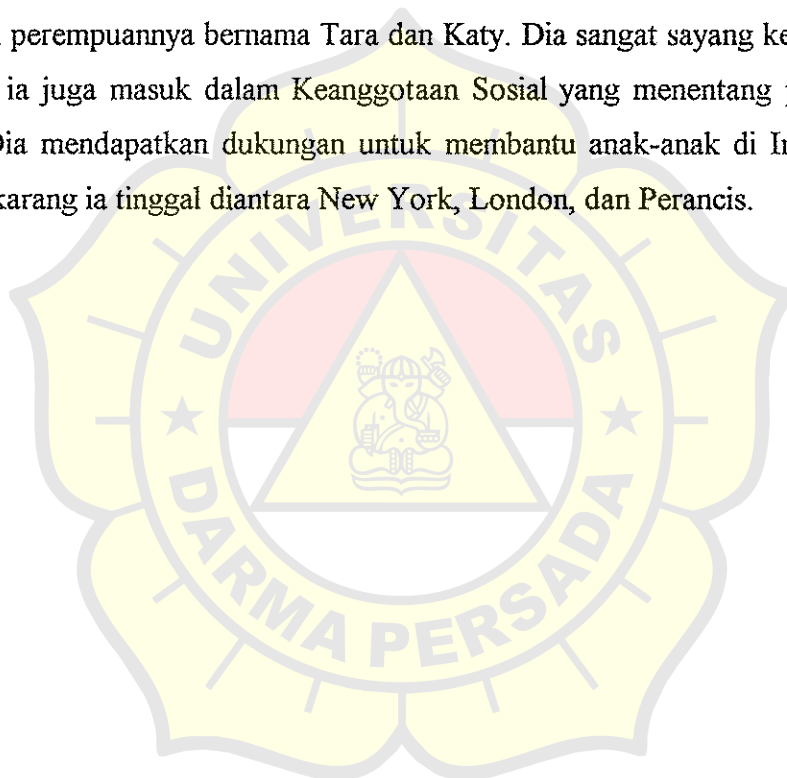 perempuannya bernama Tara dan Katy. Dia sangat sayang ke
ia juga masuk dalam Keanggotaan Sosial yang menentang
Dia mendapatkan dukungan untuk membantu anak-anak di
karang ia tinggal diantara New York, London, dan Perancis.
UNIVERSITAS
DARMA PERSADA